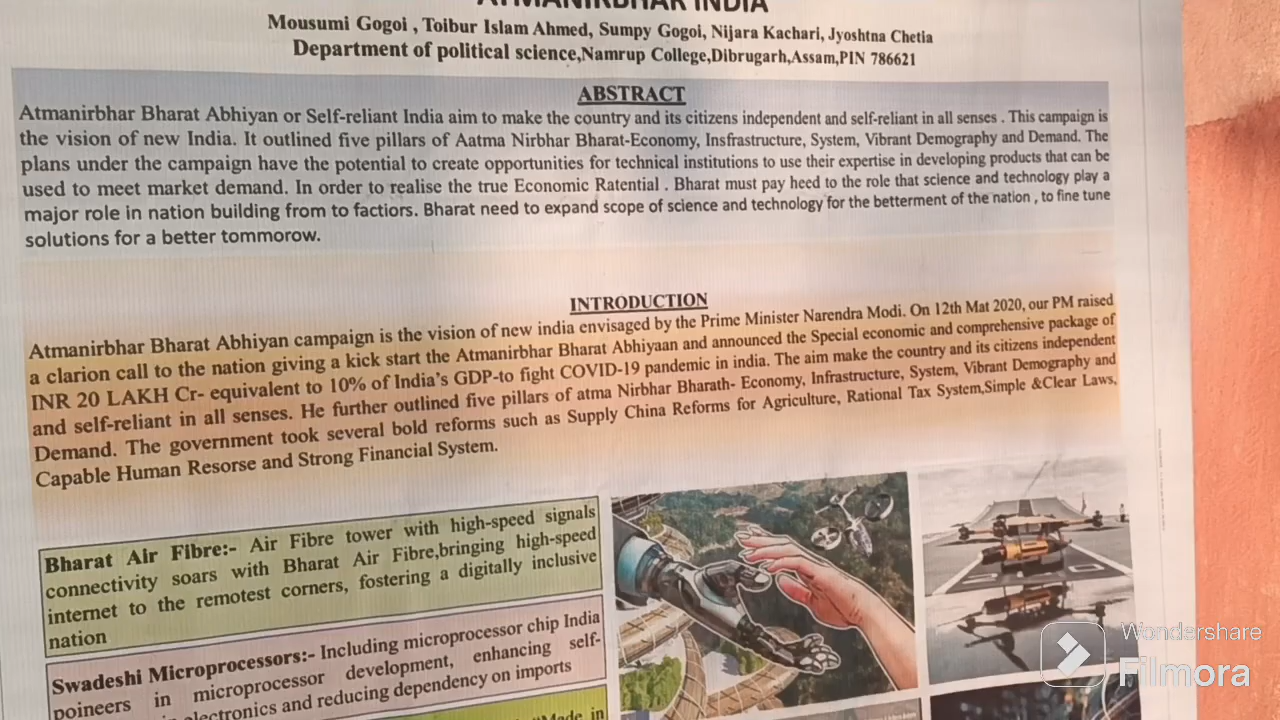 ATMANIRBHAR INDIA
Mousumi Gogoi , Toibur Islam Ahmed, Sumpy Gogoi, Nijara Kachari, Jyoshtna Chetia
Department of political science,Namrup College,Dibrugarh,Assam,PIN 786621
ABSTRACT
Atmanirbhar Bharat Abhiyan or Self-reliant India aim to make the country and its citizens independent and self-reliant in all senses . This campaign is
the vision of new India. It outlined five pillars of Aatma Nirbhar Bharat-Economy, Insfrastructure, System, Vibrant Demography and Demand. The
plans under the campaign have the potential to create opportunities for technical institutions to use their expertise in developing products that can be
used to meet market demand. In order to realise the true Economic Ratential . Bharat must pay heed to the role that science and technology play a
major role in nation building from to factiors. Bharat need to expand scope of science and technology for the betterment of the nation , to fine tune
solutions for a better tommorow.
INTRODUCTION
Atmanirbhar Bharat Abhiyan campaign is the vision of new india envisaged by the Prime Minister Narendra Modi. On 12th Mat 2020, our PM raised
a clarion call to the nation giving a kick start the Atmanirbhar Bharat Abhiyaan and announced the Special economic and comprehensive package of
INR 20 LAKH Cr- equivalent to 10% of India's GDP-to fight COVID-19 pandemic in india. The aim make the country and its citizens independent
and self-reliant in all senses. He further outlined five pillars of atma Nirbhar Bharath- Economy, Infrastructure, System, Vibrant Demography and
Demand. The government took several bold reforms such as Supply China Reforms for Agriculture, Rational Tax System,Simple &Clear Laws,
Capable Human Resorse and Strong Financial System.
Bharat Air Fibre:- Air Fibre tower with high-speed signals
connectivity soars with Bharat Air Fibre,bringing high-speed
internet to the remotest corners, fostering a digitally inclusive
nation
Swadeshi Microprocessors:- Including microprocessor chip India
poineers in microprocessor development, enhancing self-
electronics and reducing dependency on imports
"Made in
Wondershare
Filmora